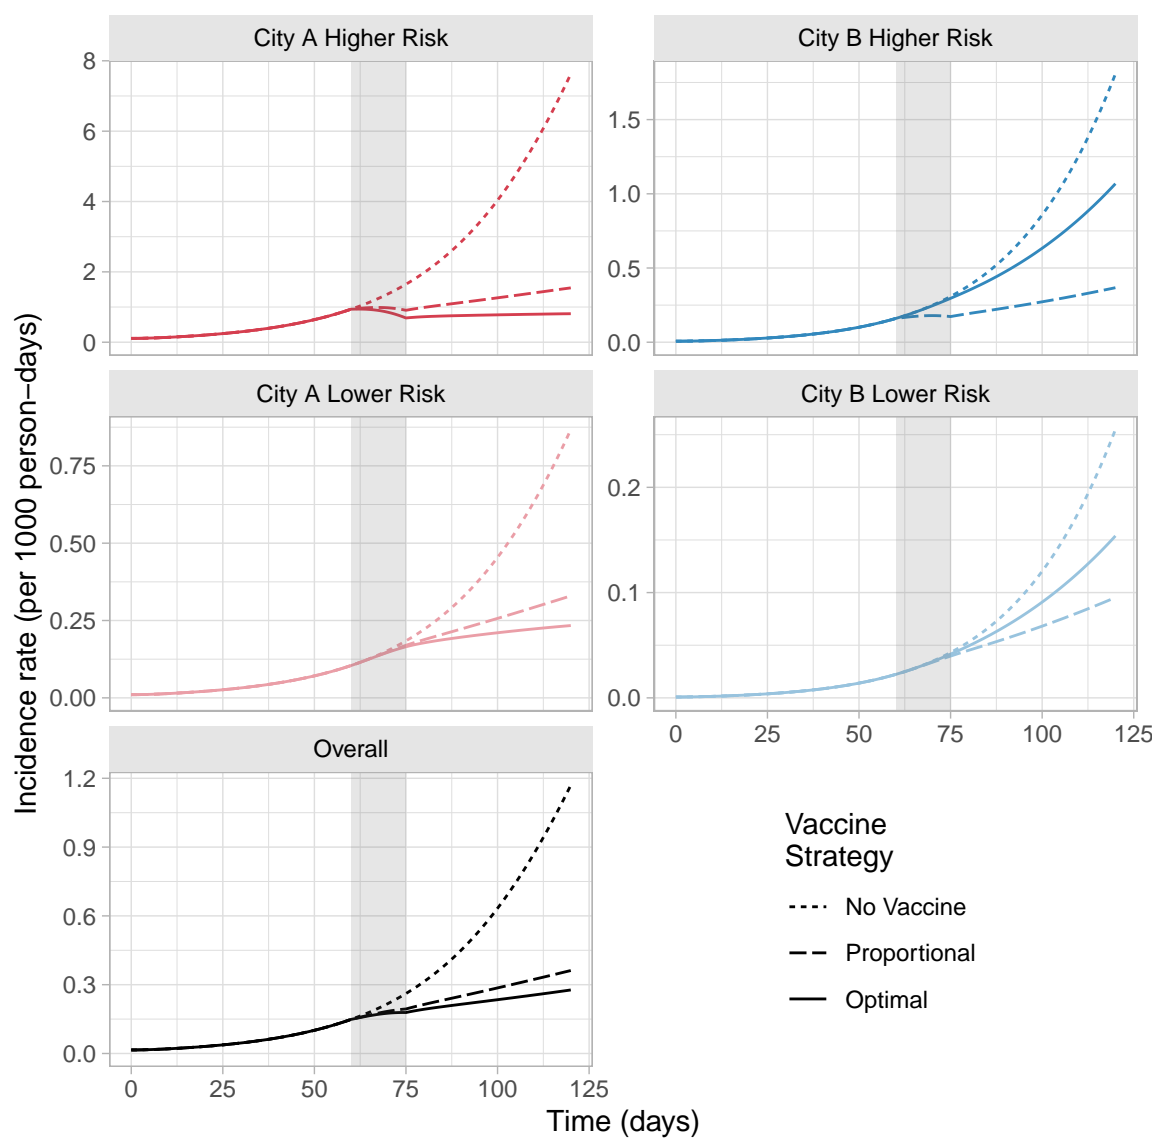 City A Higher Risk
City B Higher Risk
8
6
4
2
0
1.5
1.0
0.5
0.0
City A Lower Risk
City B Lower Risk
0.75
0.50
0.25
0.00
0.2
0.1
0.0
0 25 50 75 100 125
Overall
1.2
0.9
0.6
0.3
0.0
0 25 50 75 100 125
Incidence rate (per 1000 person−days)
Time (days)
Vaccine
Strategy
No Vaccine
Proportional
Optimal